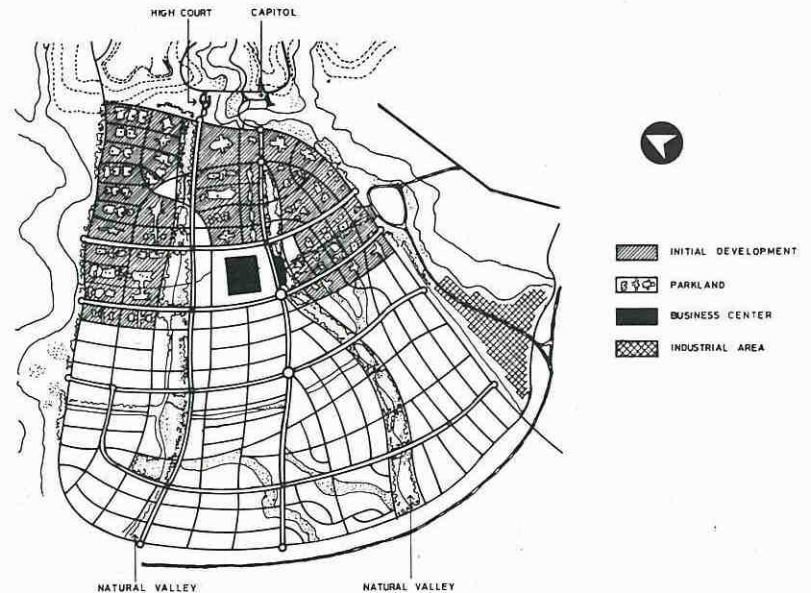 HIGH COURT
CAPITOL
INITIAL DEVELOPMENT
PARKLAND
BUSINESS CENTER
INDUSTRIAL AREA
NATURAL VALLEY
NATURAL VALLEY